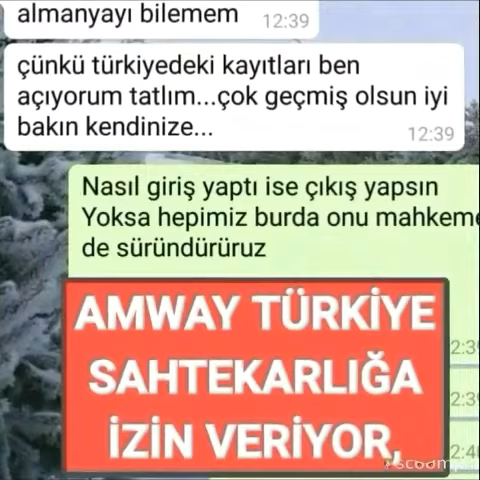 almanyayı bilemem
12:39
çünkü türkiyedeki kayıtları ben
açıyorum tatlım...çok geçmiş olsun iyi
bakın kendinize...
12:39
Nasıl giriş yaptı ise çıkış yapsın
Yoksa hepimiz burda onu mahkeme
de süründürürüz
AMWAY TÜRKİYE
SAHTEKARLIĞA
İZİN VERİYOR,